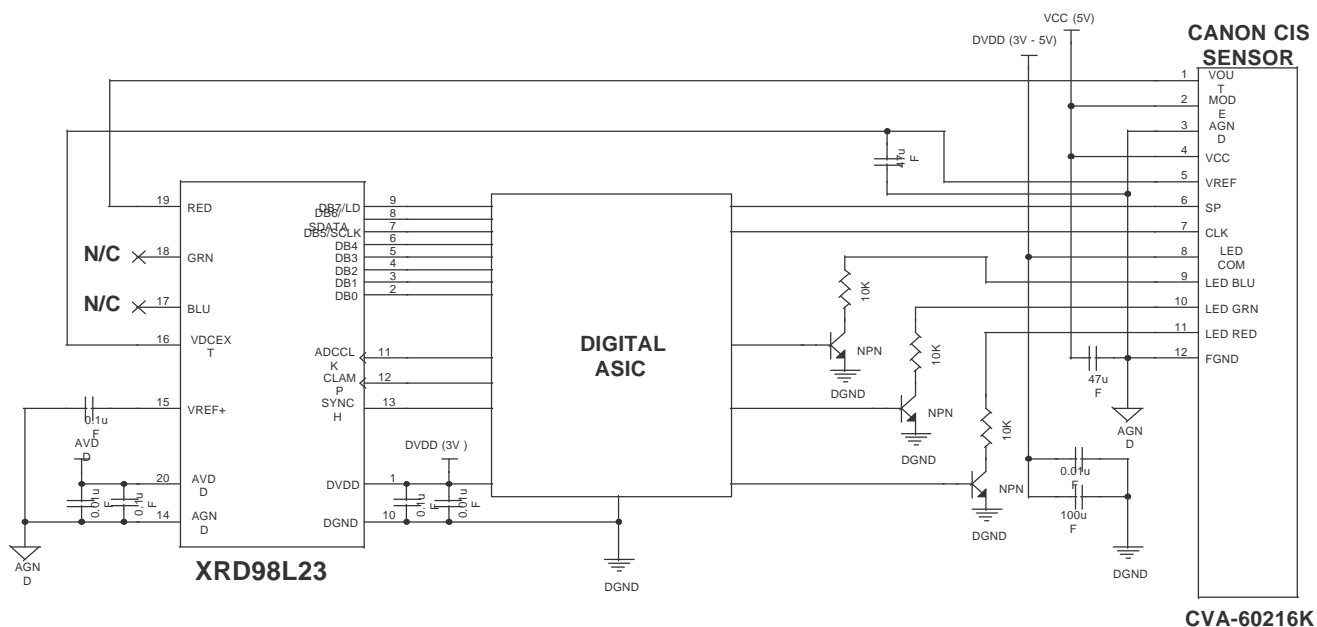 VCC (5V)
DVDD (3V - 5V)
CANON CIS
SENSOR
1 VOU
T
2 MOD
E
3 AGN
D
4 VCC
5 VREF
6 SP
7 CLK
8 LED
COM
9 LED BLU
10 LED GRN
11 LED RED
12 FGND
CVA-60216K
47u
F
19 RED
N/C 18 GRN
N/C 17 BLU
16 VDCEX
T
15 VREF+
0.1u
F
AVD
D
20 AVD
D
0.01u
F
0.1u
F
14 AGN
D
AGN
D
DB7/LD 9
DB6/
SDATA 8
DB5/SCLK 7
DB4 6
DB3 5
DB2 4
DB1 3
DB0 2
ADCCL
K 11
CLAM
P 12
SYNC
H 13
DVDD (3V )
DVDD 1
0.1u
F
0.01u
F
DGND 10
XRD98L23
DIGITAL
ASIC
DGND
10K
NPN
DGND
10K
NPN
DGND
10K
NPN
DGND
47u
F
AGN
D
0.01u
F
100u
F
DGND